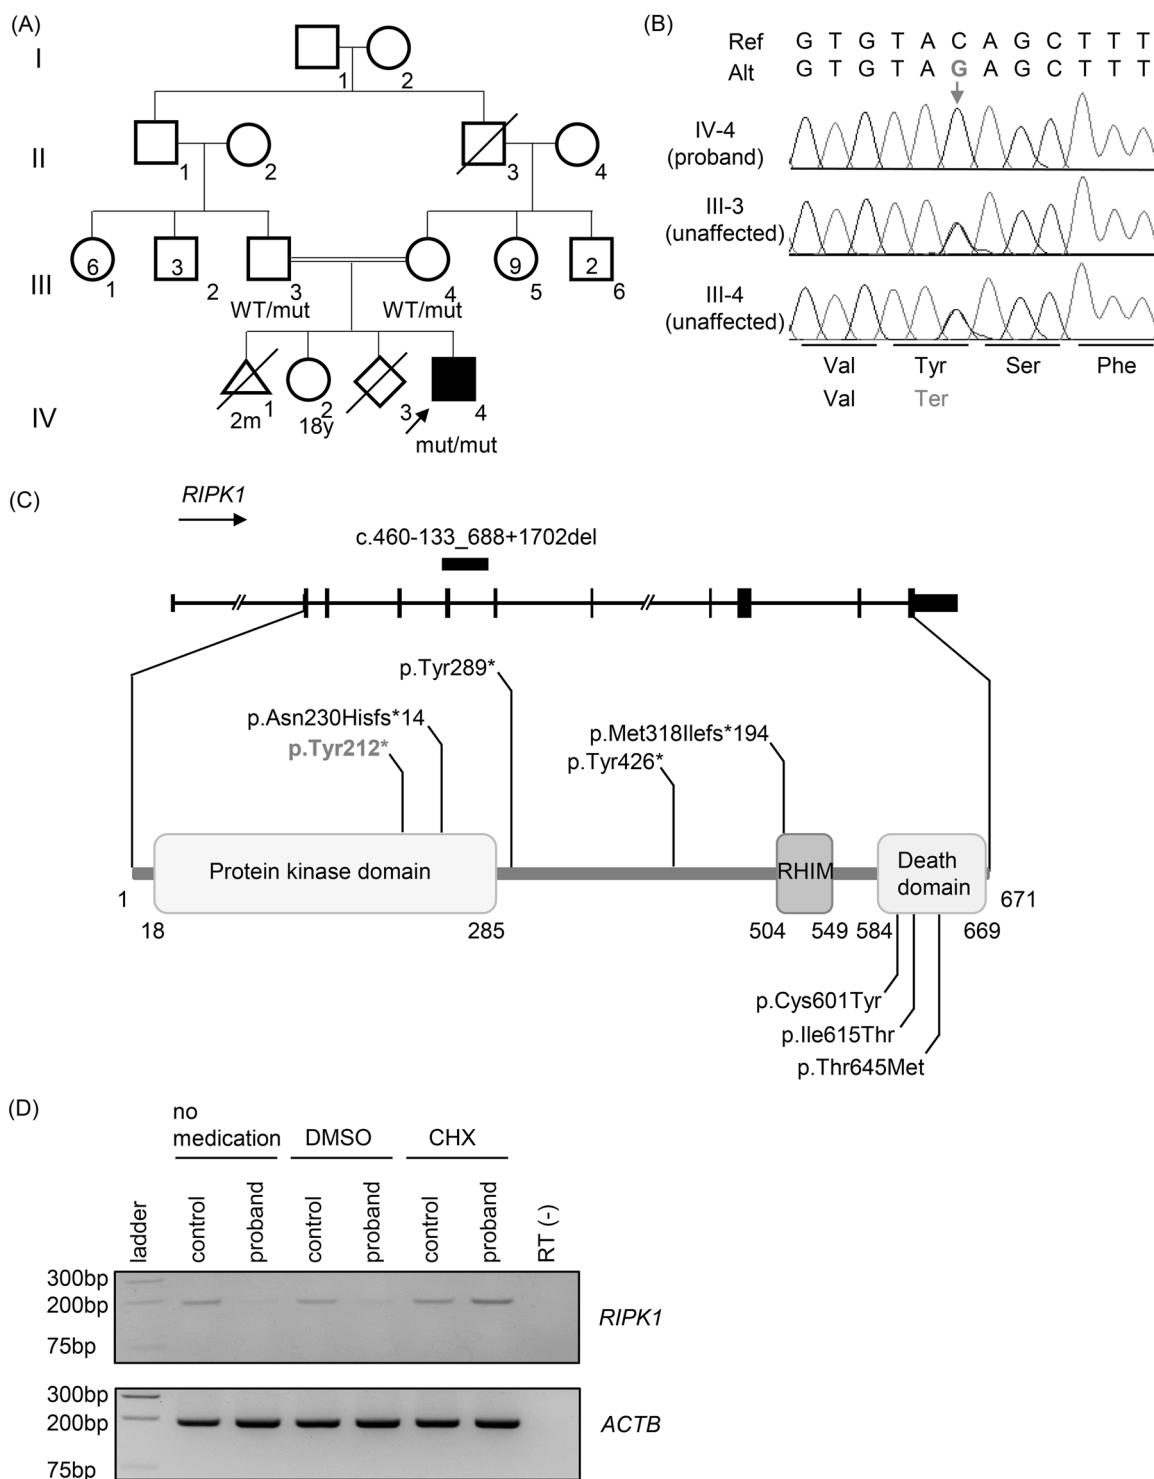 (A)
I
1
2
II
1
2
3
4
III
6
1
3
2
3
4
9
5
2
6
WT/mut
WT/mut
IV
1
2m
2
18y
3
4
mut/mut
(B)
Ref G T G T A C A G C T T T
Alt G T G T A G A G C T T T
IV-4
(proband)
III-3
(unaffected)
III-4
(unaffected)
Val Tyr Ser Phe
Val Ter
(C)
RIPK1
c.460-133_688+1702del
p.Tyr289*
p.Asn230Hisfs*14
p.Tyr212*
p.Met318Ilefs*194
p.Tyr426*
Protein kinase domain
RHIM
Death
domain
1
18
285
504
549
584
669
671
p.Cys601Tyr
p.Ile615Thr
p.Thr645Met
(D)
no
medication
DMSO
CHX
ladder
control
proband
control
proband
control
proband
RT (-)
300bp
200bp
75bp
RIPK1
300bp
200bp
75bp
ACTB